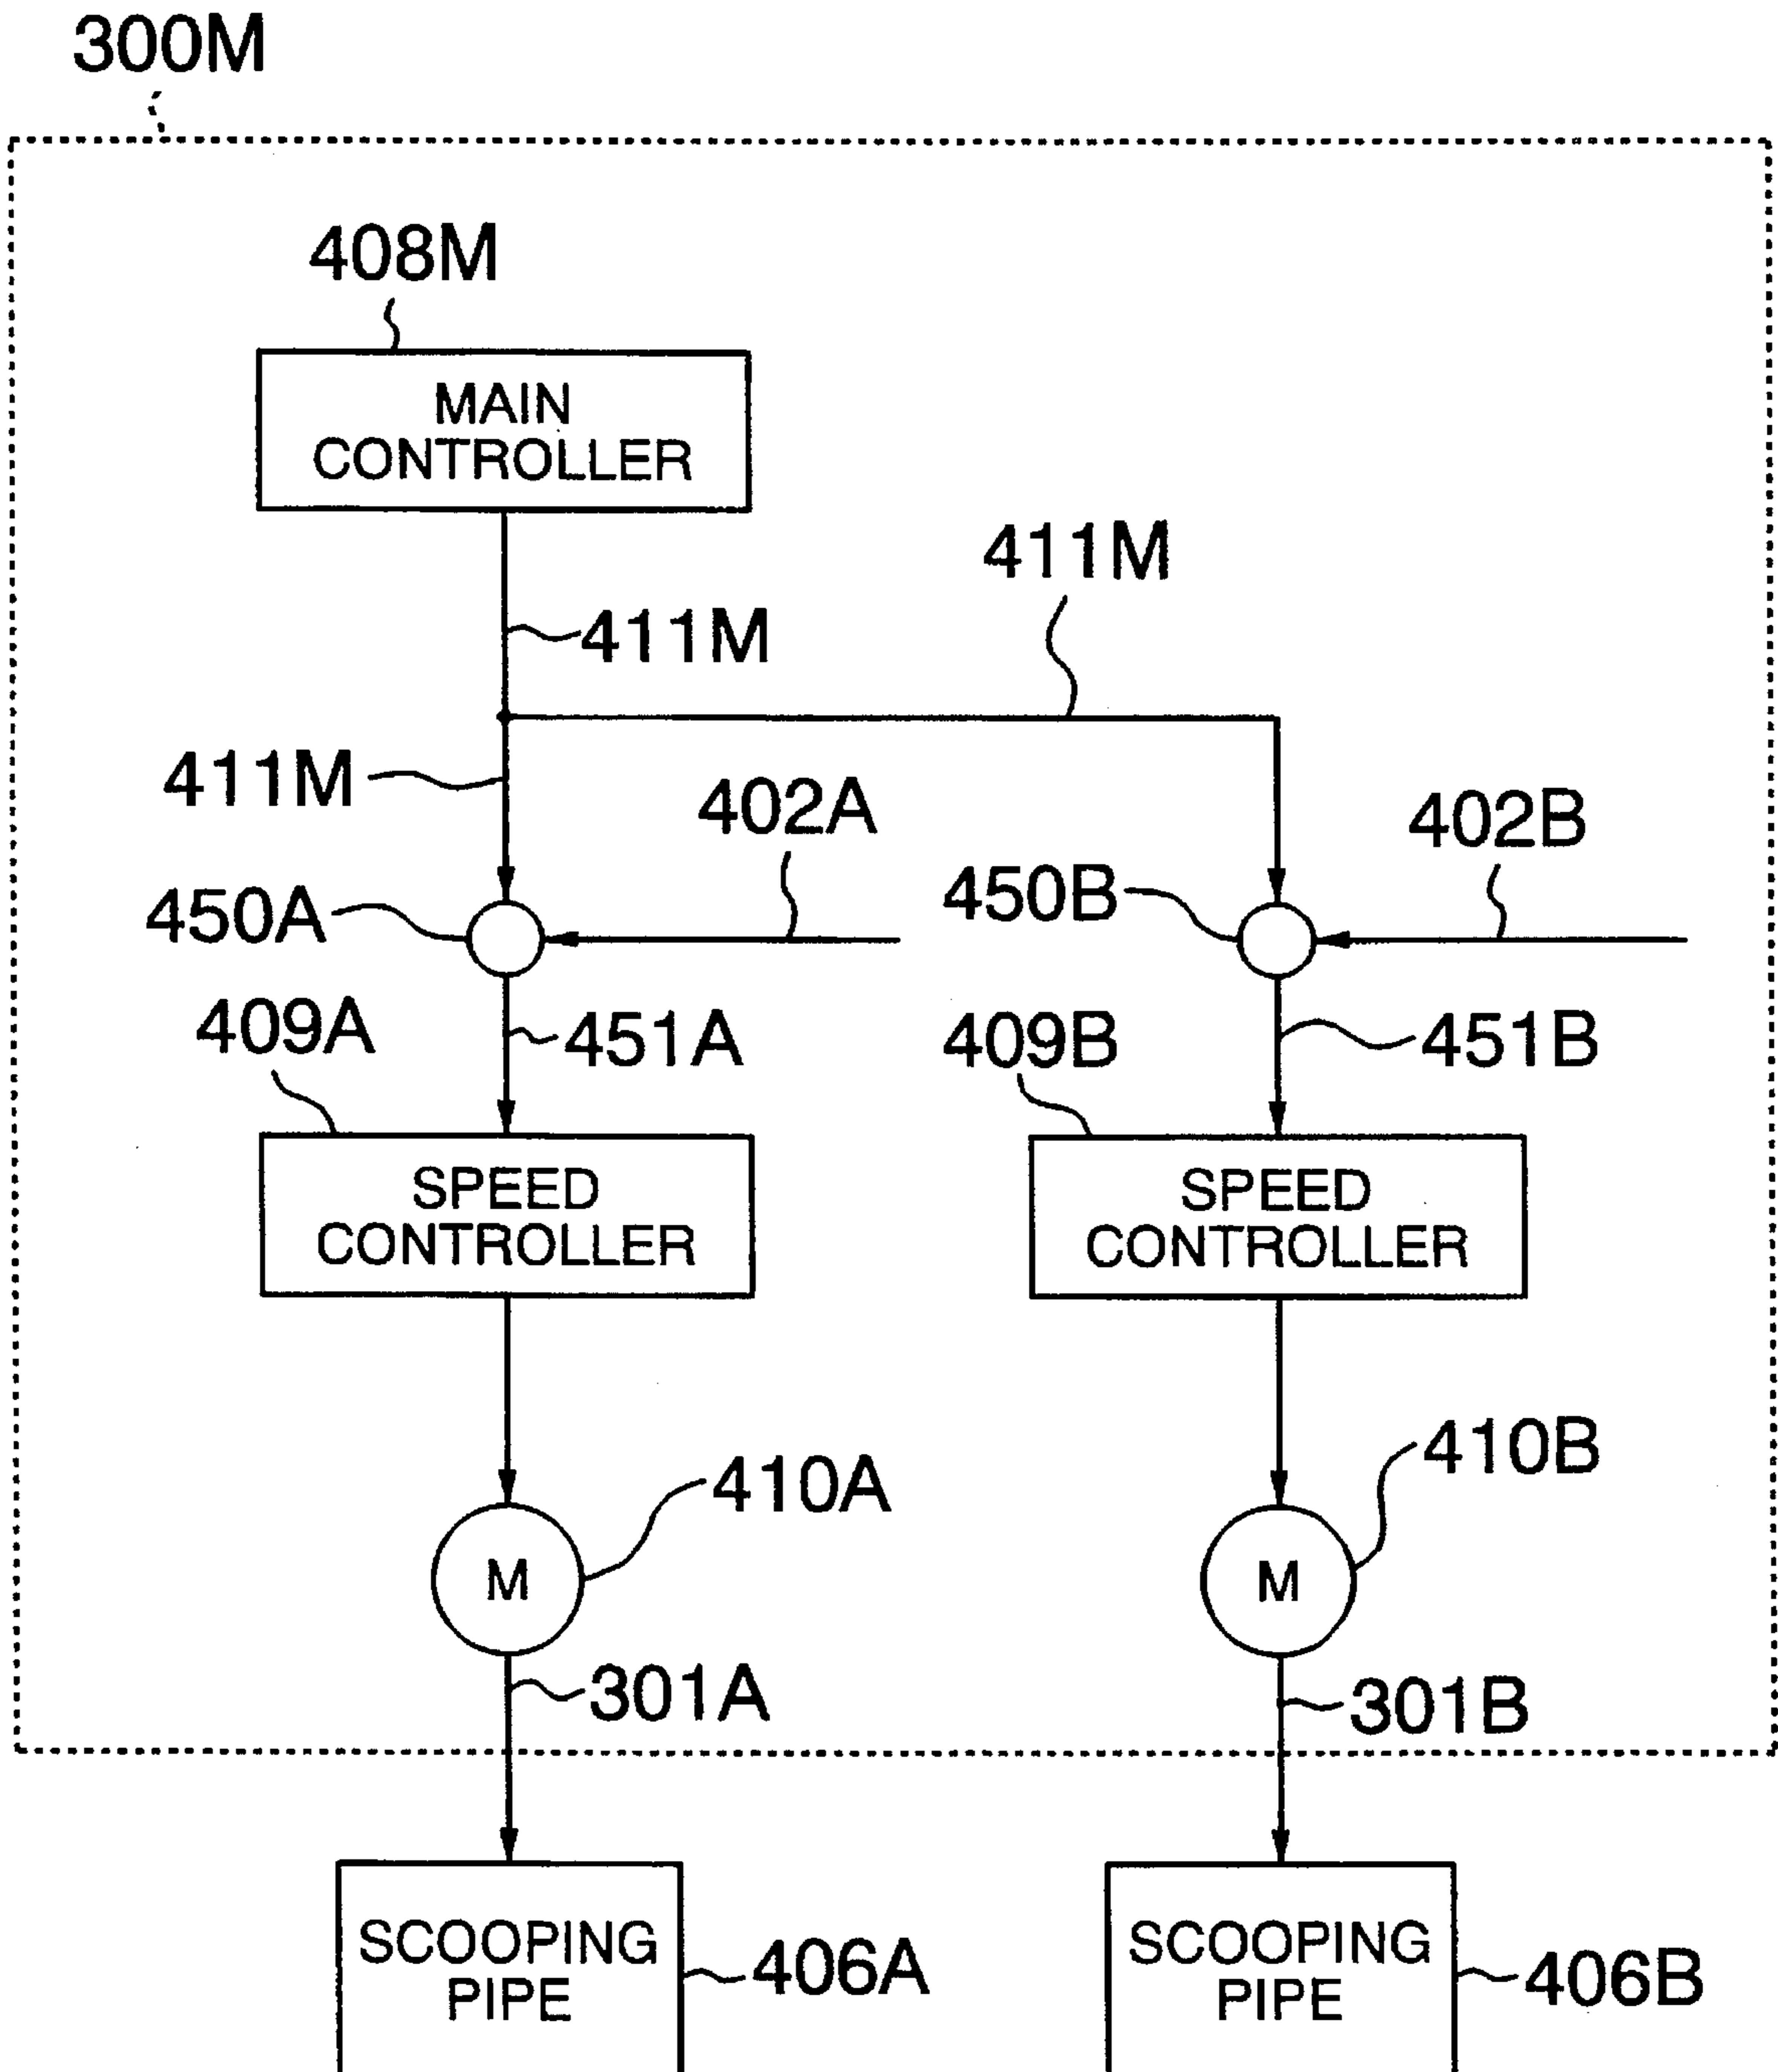 300M
408M
MAIN
CONTROLLER
411M
411M
411M
402A
402B
450A
450B
409A
451A
409B
451B
SPEED
CONTROLLER
SPEED
CONTROLLER
410A
410B
M
M
301A
301B
SCOOPING
PIPE
406A
SCOOPING
PIPE
406B